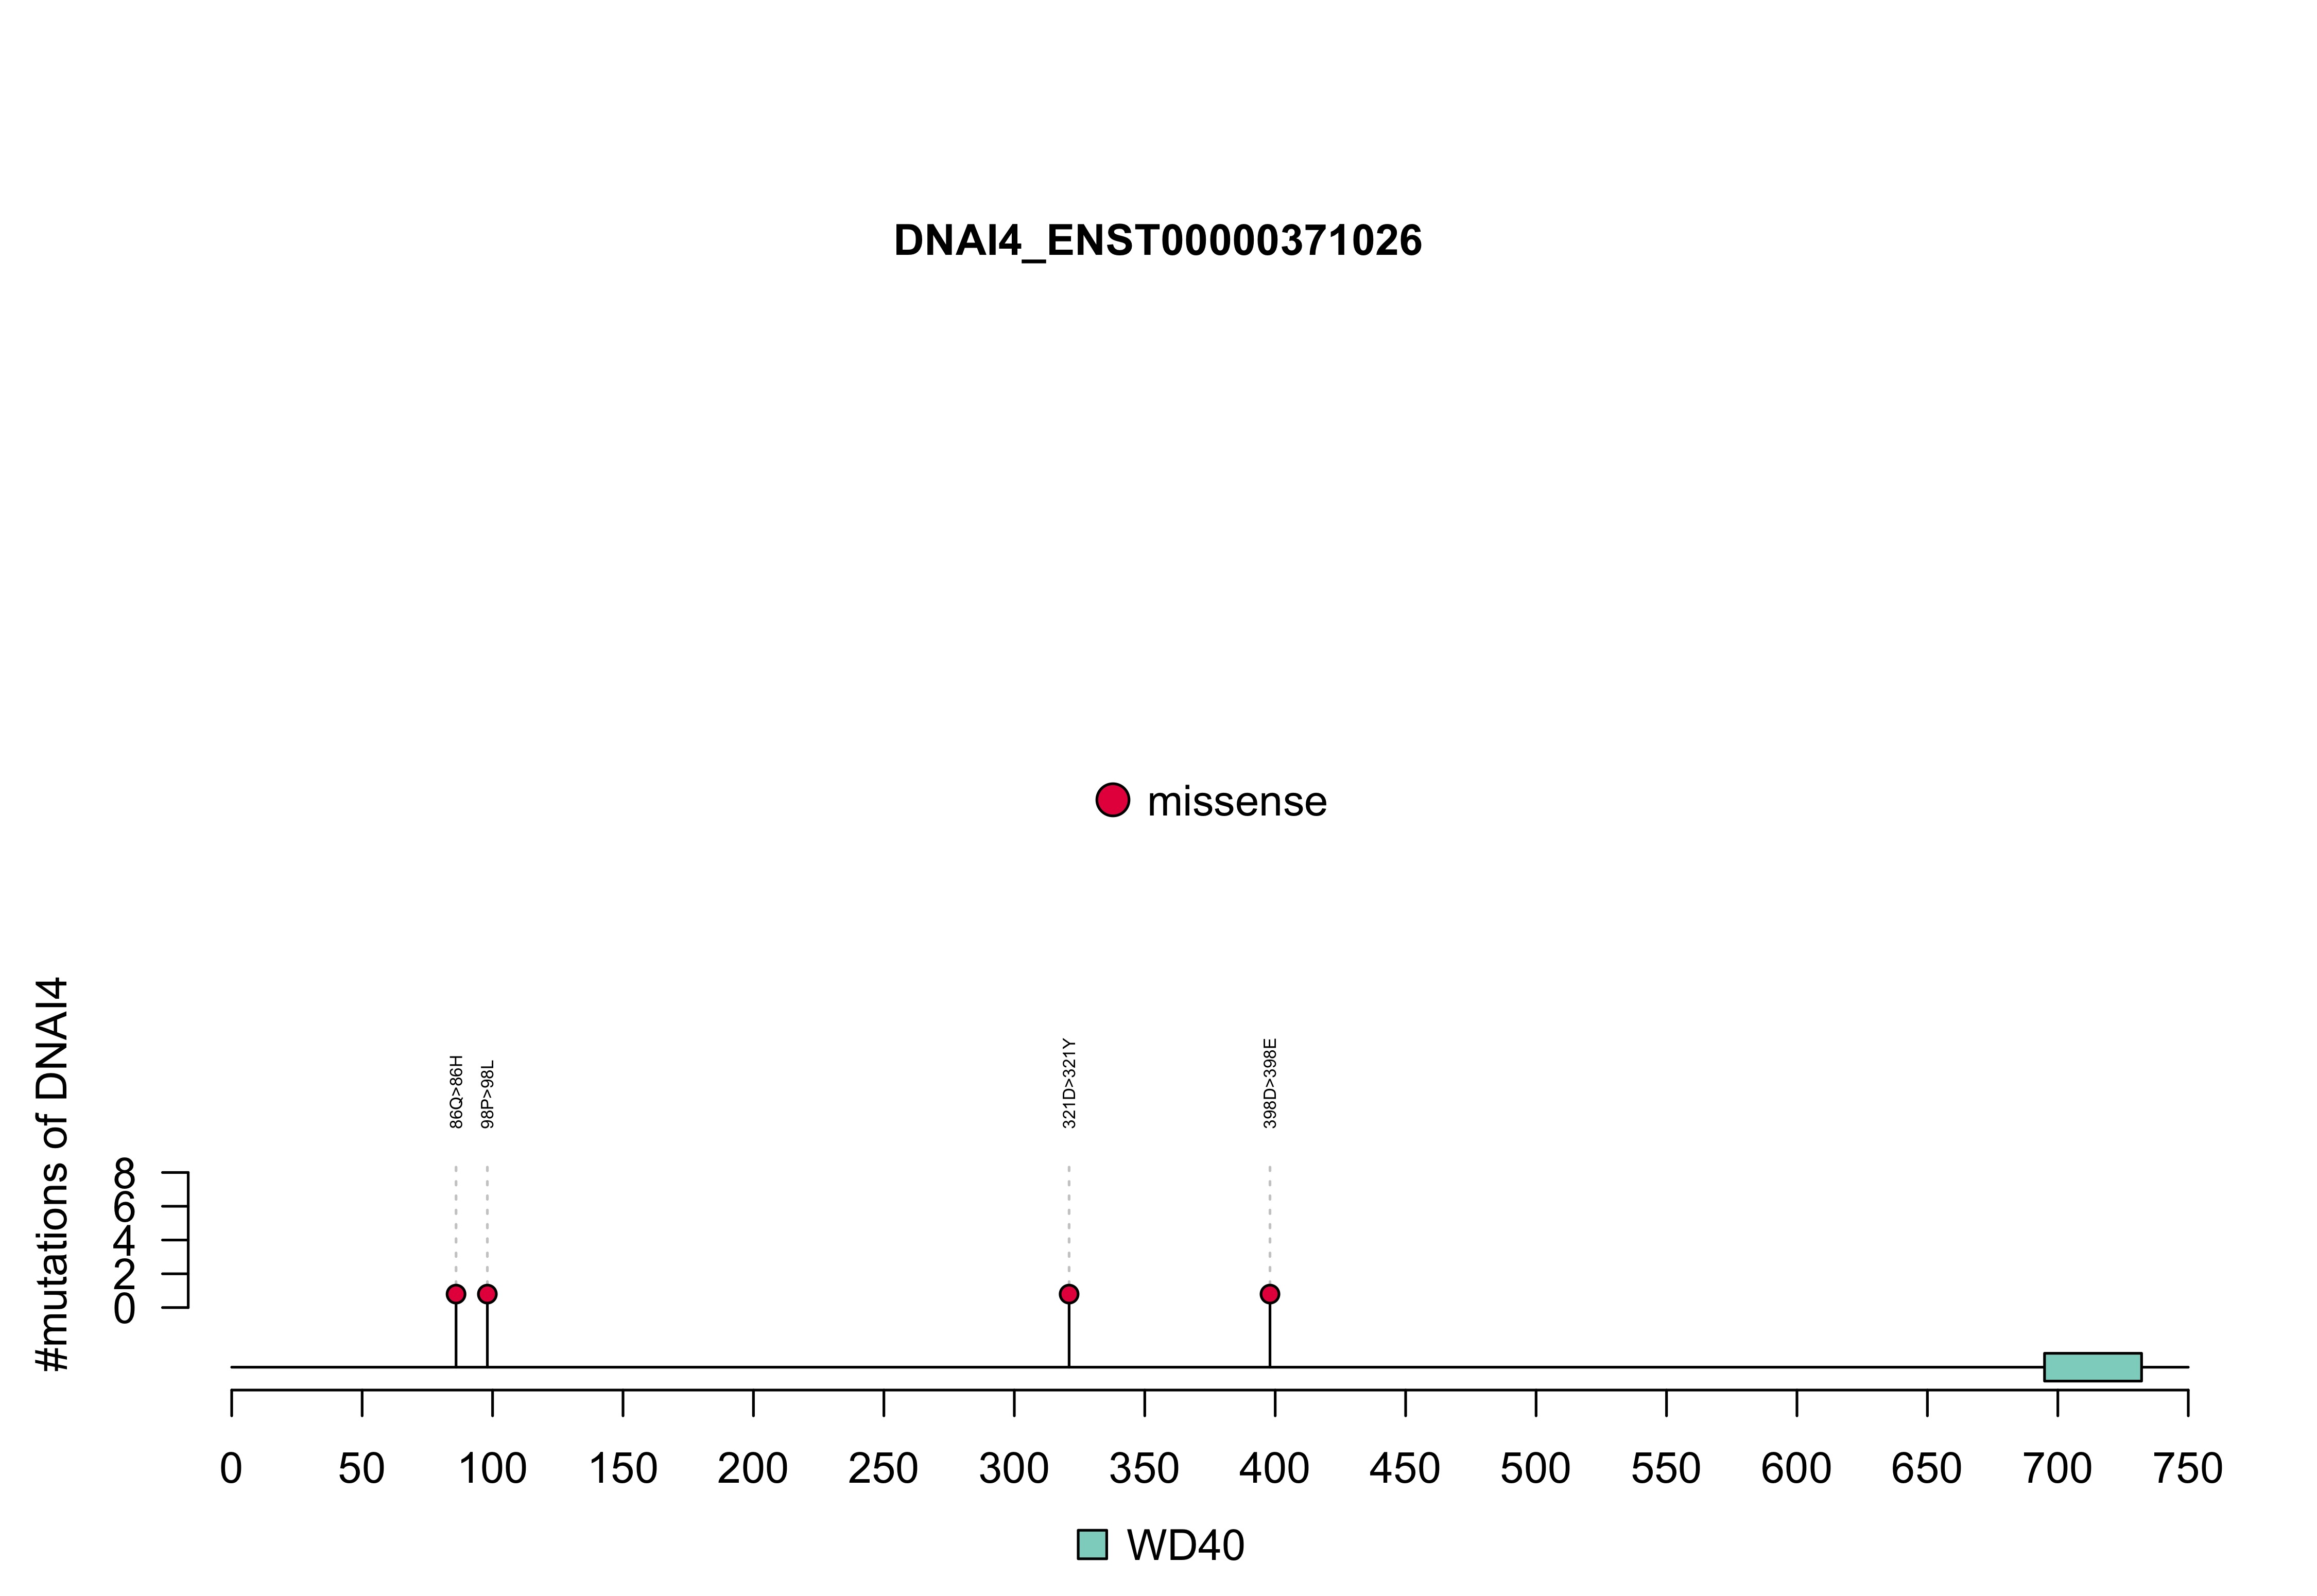 DNAI4_ENST00000371026
missense
#mutations of DNAI4
86Q>86H
98P>98L
321D>321Y
398D>398E
8
6
4
2
0
0 50 100 150 200 250 300 350 400 450 500 550 600 650 700 750
WD40